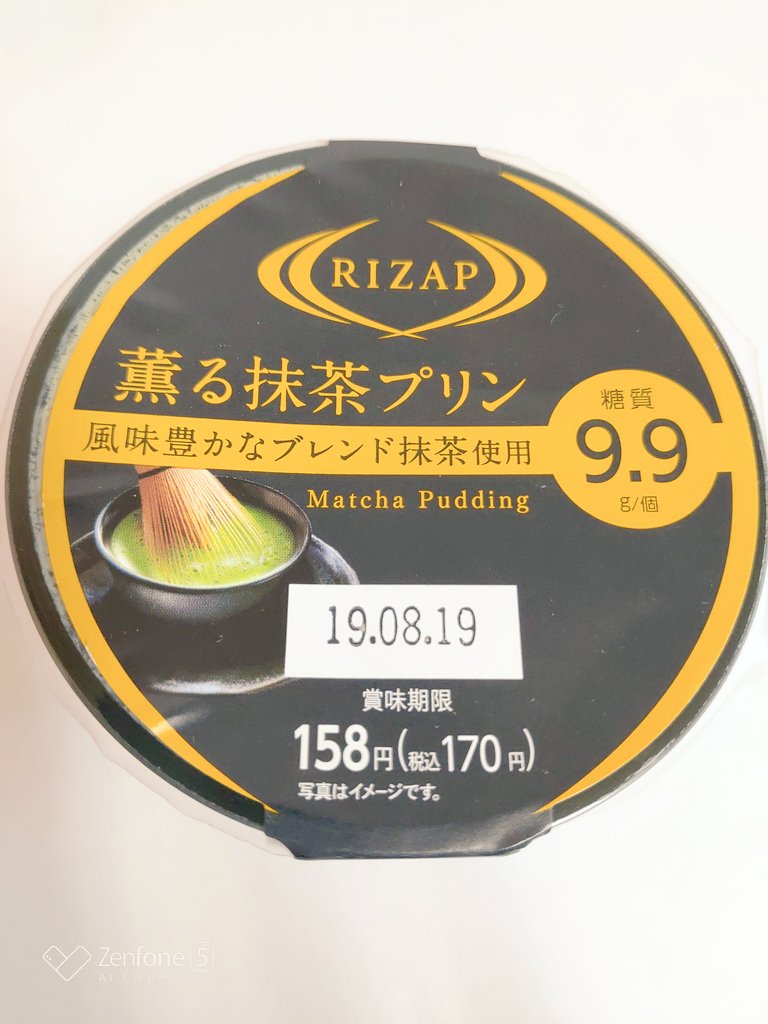 RIZAP
薫る抹茶プリン
風味豊かなブレンド抹茶使用
糖質
9.9
g/個
Matcha Pudding
19.08.19
賞味期限
158円(税込170円)
写真はイメージです。
Zenfone 5
AI CAMERA